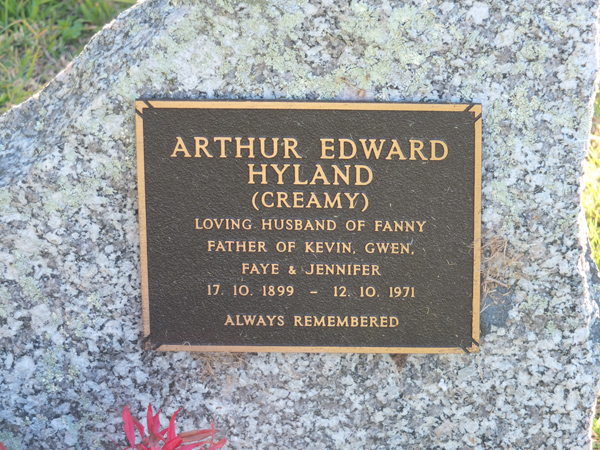 ARTHUR EDWARD
HYLAND
(CREAMY)
LOVING HUSBAND OF FANNY
FATHER OF KEVIN, GWEN,
FAYE & JENNIFER
17. 10. 1899 - 12. 10. 1971
ALWAYS REMEMBERED